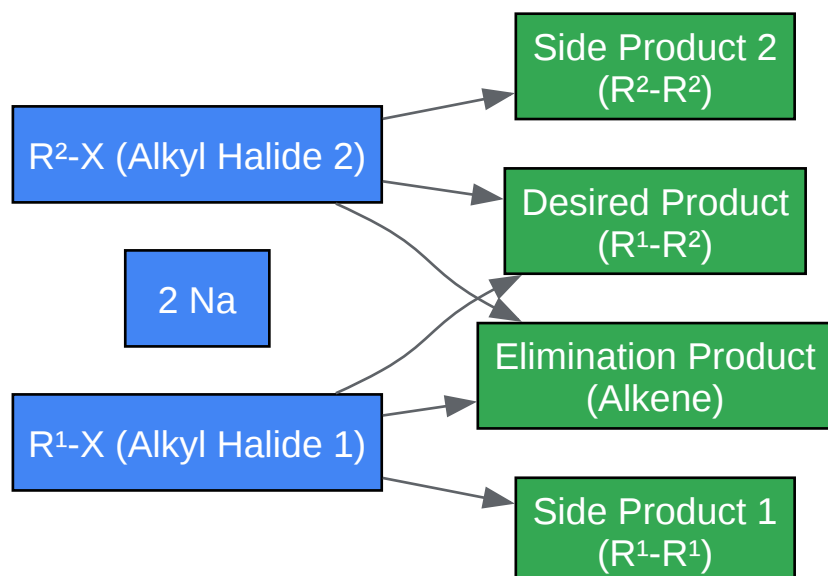 Side Product 2
(R²-R²)
R²-X (Alkyl Halide 2)
Desired Product
(R¹-R²)
2 Na
Elimination Product
(Alkene)
R¹-X (Alkyl Halide 1)
Side Product 1
(R¹-R¹)